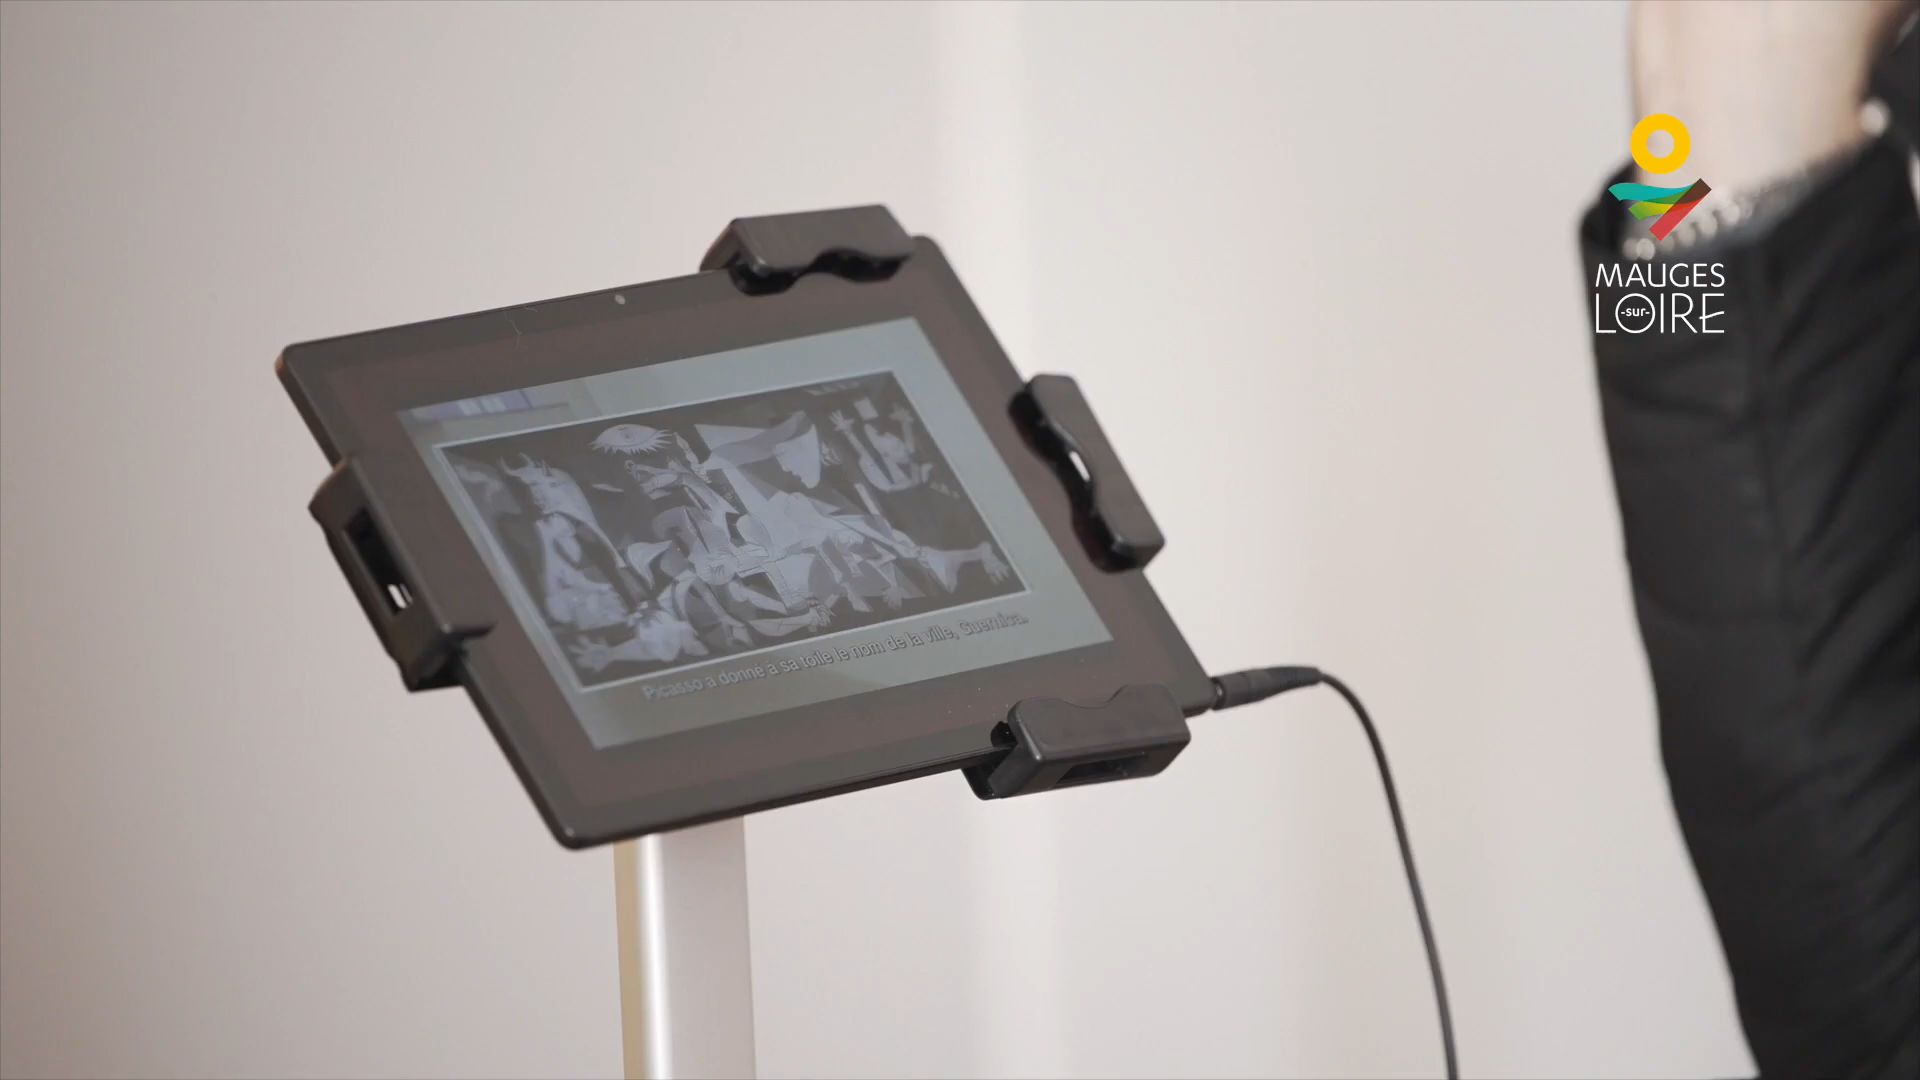 MAUGES
-sur-
LOIRE
Picasso a donné à sa toile le nom de la ville, Guernica.